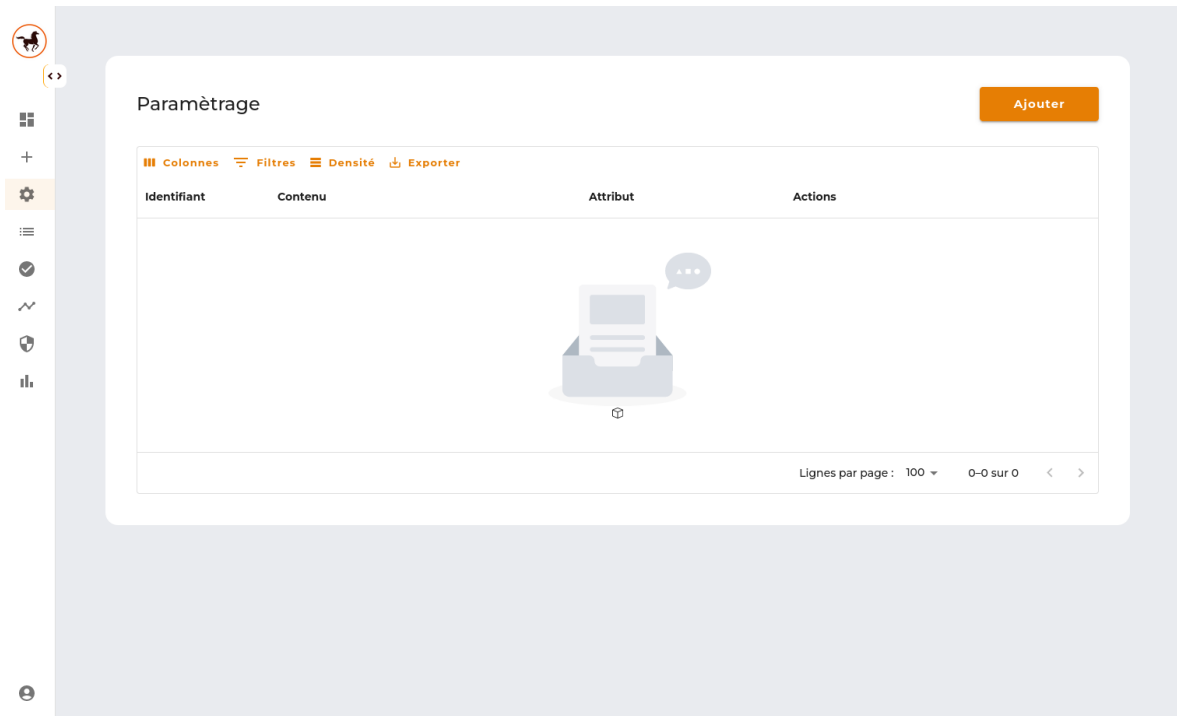 Paramètrage
Ajouter
Colonnes Filtres Densité Exporter
Identifiant Contenu Attribut Actions
Lignes par page : 100 0–0 sur 0